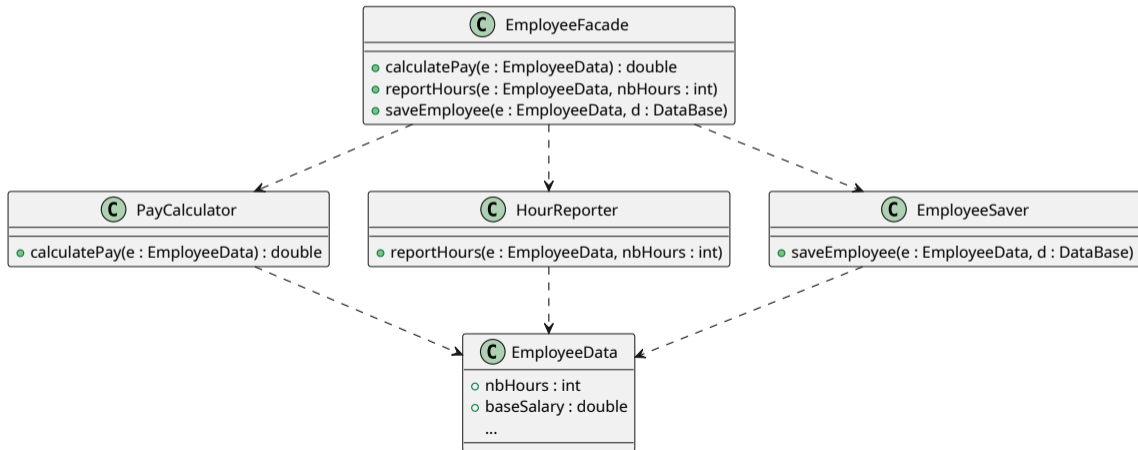 C EmployeeFacade
calculatePay(e : EmployeeData) : double
reportHours(e : EmployeeData, nbHours : int)
saveEmployee(e : EmployeeData, d : DataBase)
C PayCalculator
calculatePay(e : EmployeeData) : double
C HourReporter
reportHours(e : EmployeeData, nbHours : int)
C EmployeeSaver
saveEmployee(e : EmployeeData, d : DataBase)
C EmployeeData
nbHours : int
baseSalary : double
...